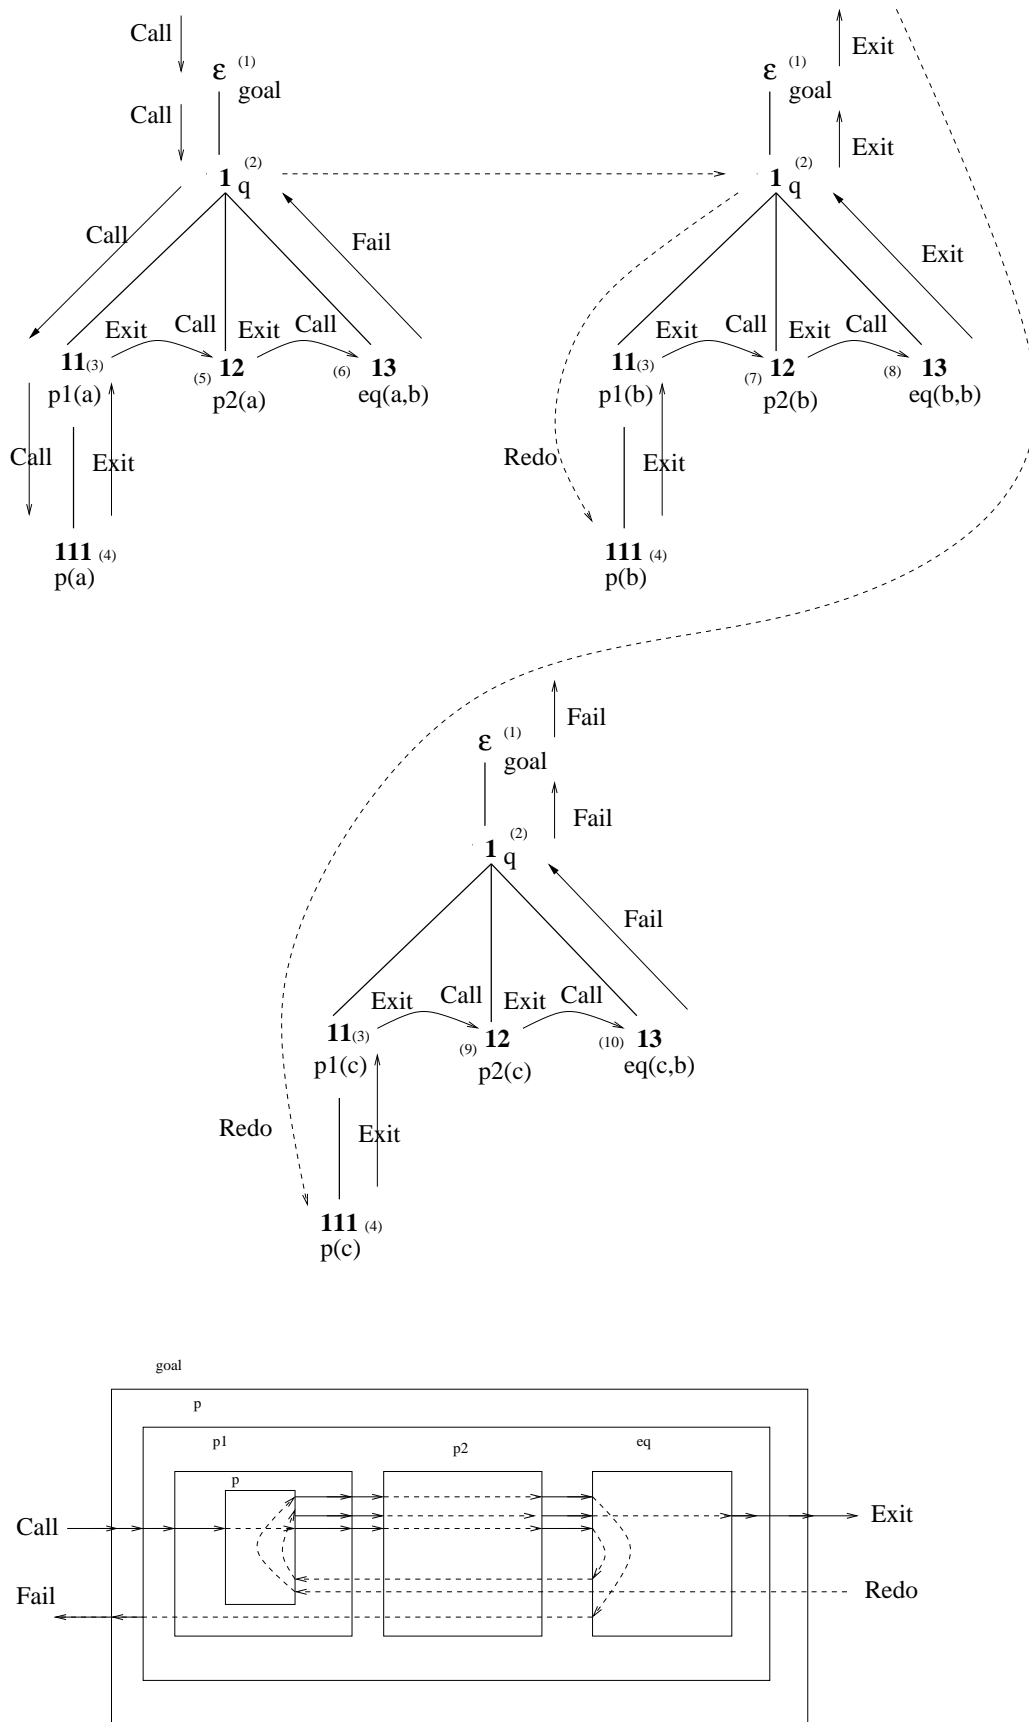 Call
ε (1)
goal
Call
1 (2)
q
Call
Fail
Exit Call Exit Call
11 (3)
(5) 12
(6) 13
p1(a)
p2(a)
eq(a,b)
Call
Exit
111 (4)
p(a)
Exit
ε (1)
goal
Exit
1 (2)
q
Exit
Exit Call Exit Call
11 (3)
(7) 12
(8) 13
p1(b)
p2(b)
eq(b,b)
Redo
Exit
111 (4)
p(b)
Fail
ε (1)
goal
Fail
1 (2)
q
Fail
Exit Call Exit Call
11 (3)
(9) 12
(10) 13
p1(c)
p2(c)
eq(c,b)
Redo
Exit
111 (4)
p(c)
goal
p
p1
p2
eq
p
Call
Exit
Fail
Redo